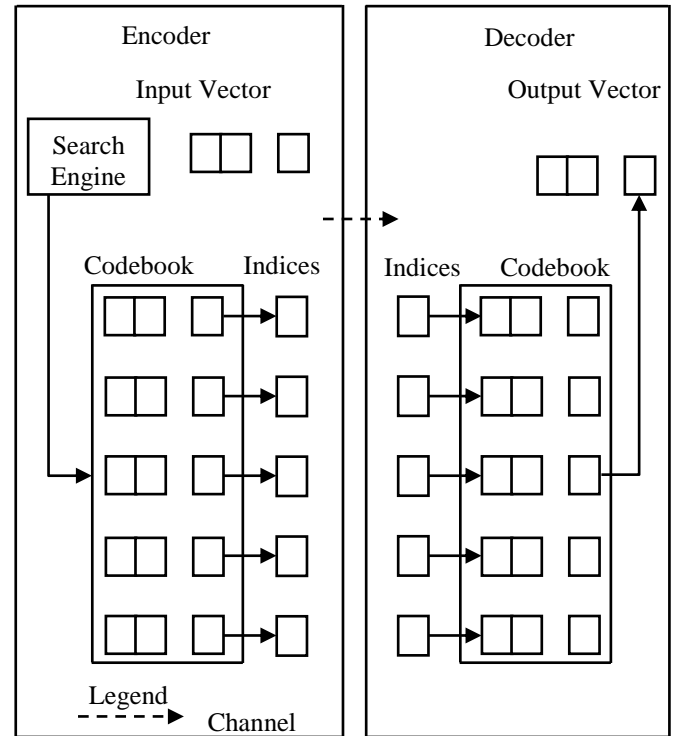 Encoder
Input Vector
Search
Engine
Codebook
Indices
Legend
Channel
Decoder
Output Vector
Indices
Codebook